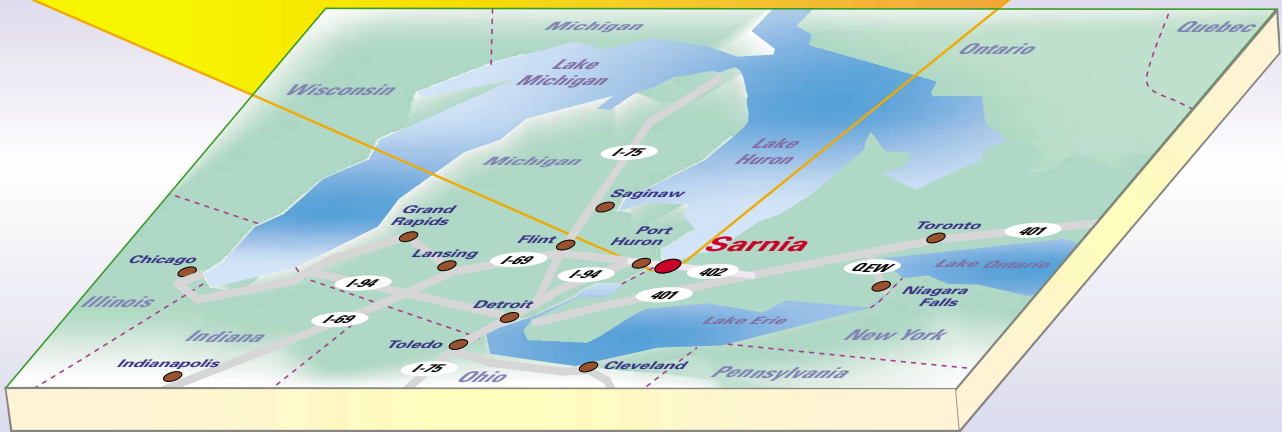 Michigan
Quebec
Ontario
Lake
Michigan
Wisconsin
Lake
Huron
I-75
Michigan
Saginaw
Grand
Rapids
Port
Huron
Toronto
401
Flint
Sarnia
Lansing
Chicago
I-69
I-94
402
QEW
Lake Ontario
I-94
401
Niagara
Falls
Illinois
Detroit
I-69
Lake Erie
Indiana
New York
Toledo
Indianapolis
I-75
Cleveland
Ohio
Pennsylvania